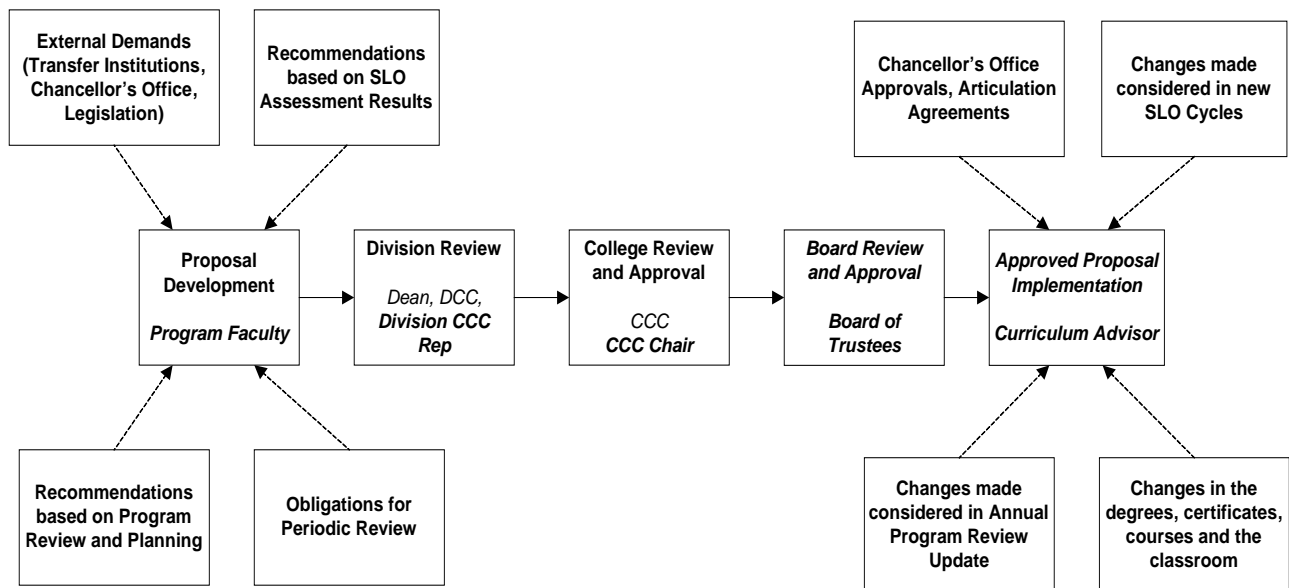 External Demands
(Transfer Institutions,
Chancellor's Office,
Legislation)
Recommendations
based on SLO
Assessment Results
Chancellor's Office
Approvals, Articulation
Agreements
Changes made
considered in new
SLO Cycles
Proposal
Development
Program Faculty
Division Review
Dean, DCC,
Division CCC
Rep
College Review
and Approval
CCC
CCC Chair
Board Review
and Approval
Board of
Trustees
Approved Proposal
Implementation
Curriculum Advisor
Recommendations
based on Program
Review and Planning
Obligations for
Periodic Review
Changes made
considered in Annual
Program Review
Update
Changes in the
degrees, certificates,
courses and the
classroom